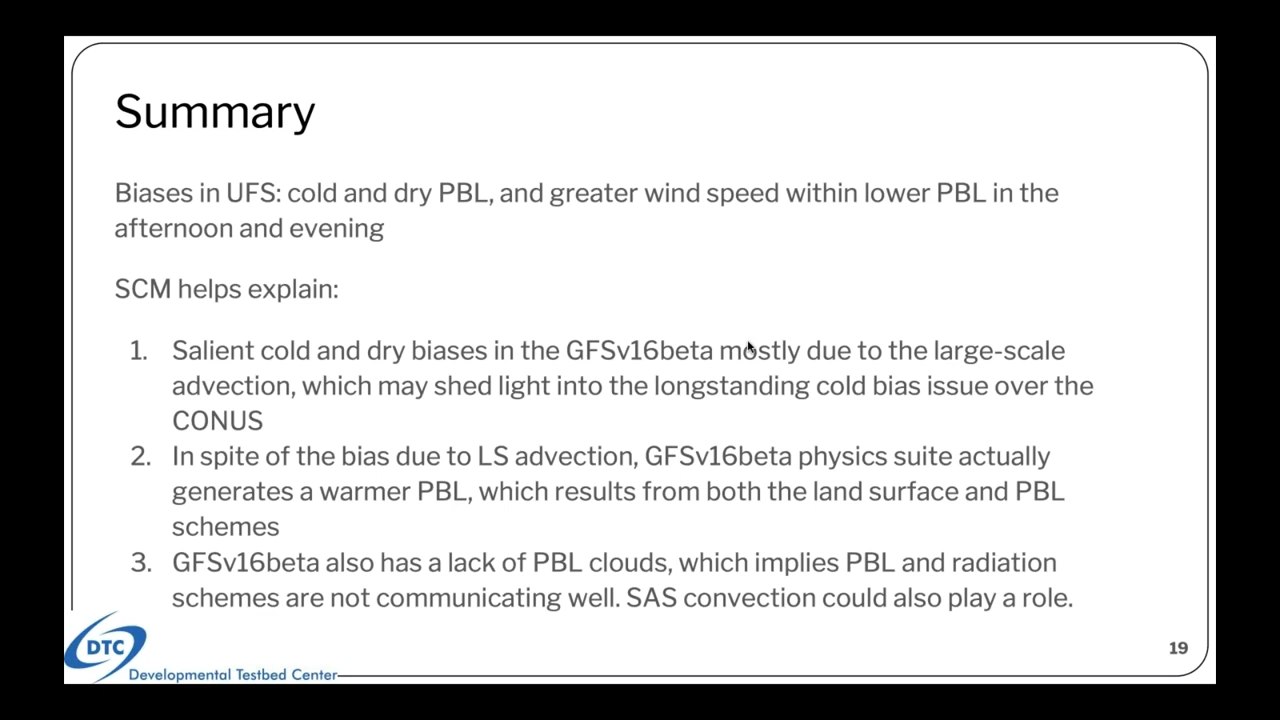 Summary
Biases in UFS: cold and dry PBL, and greater wind speed within lower PBL in the
afternoon and evening
SCM helps explain:
1. Salient cold and dry biases in the GFSv16beta mostly due to the large-scale
advection, which may shed light into the longstanding cold bias issue over the
CONUS
2. In spite of the bias due to LS advection, GFSv16beta physics suite actually
generates a warmer PBL, which results from both the land surface and PBL
schemes
3. GFSv16beta also has a lack of PBL clouds, which implies PBL and radiation
schemes are not communicating well. SAS convection could also play a role.
DTC
Developmental Testbed Center
19